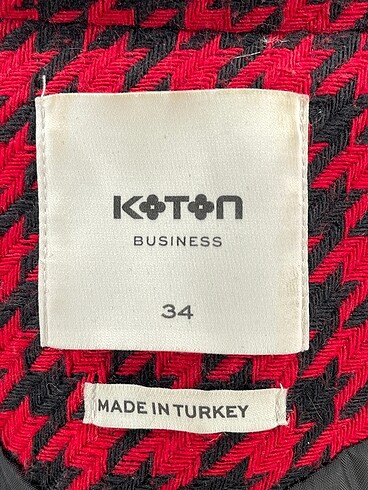 KOTON
BUSINESS
34
MADE IN TURKEY